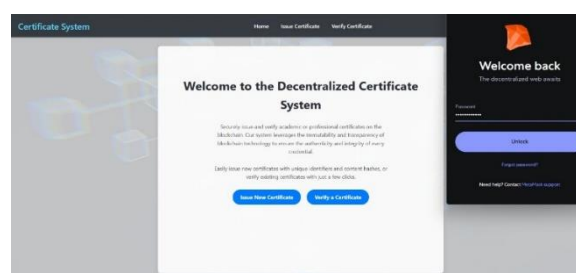 Certificate System
Home Issue Certificate Verify Certificate
Welcome to the Decentralized Certificate
System
Securely issue and verify academic or professional certificates on the
blockchain. Our system leverages the immutability and transparency of
blockchain technology to ensure the authenticity and integrity of every
credential.
Easily issue new certificates with unique identifiers and content hashes, or
verify existing certificates with just a few clicks.
Issue New Certificate Verify a Certificate
Welcome back
The decentralized web awaits
Password
Unlock
Forgot password?
Need help? Contact MetaMask support